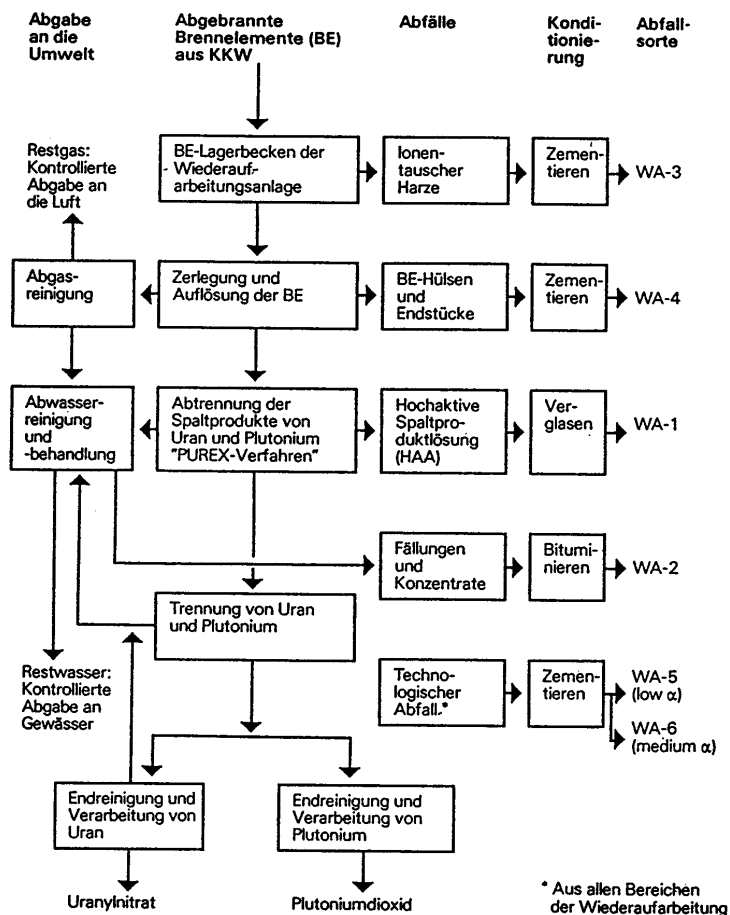 Abgabe
an die
Umwelt
Abgebrannte
Brennelemente (BE)
aus KKW
Abfälle
Kondi-
tionie-
rung
Abfall-
sorte
Restgas:
Kontrollierte
Abgabe an
die Luft
BE-Lagerbecken der
Wiederauf-
arbeitungsanlage
Ionen-
tauscher
Harze
Zemen-
tieren
WA-3
Abgas-
reinigung
Zerlegung und
Auflösung der BE
BE-Hülsen
und
Endstücke
Zemen-
tieren
WA-4
Abwasser-
reinigung
und
-behandlung
Abtrennung der
Spaltprodukte von
Uran und Plutonium
"PUREX-Verfahren"
Hochaktive
Spaltpro-
duktlösung
(HAA)
Ver-
glasen
WA-1
Fällungen
und
Konzentrate
Bitumi-
nieren
WA-2
Trennung von Uran
und Plutonium
Restwasser:
Kontrollierte
Abgabe an
Gewässer
Techno-
logischer
Abfall.*
Zemen-
tieren
WA-5
(low α)
WA-6
(medium α)
Endreinigung und
Verarbeitung von
Uran
Endreinigung und
Verarbeitung von
Plutonium
Uranylnitrat
Plutoniumdioxid
* Aus allen Bereichen
der Wiederaufarbeitung